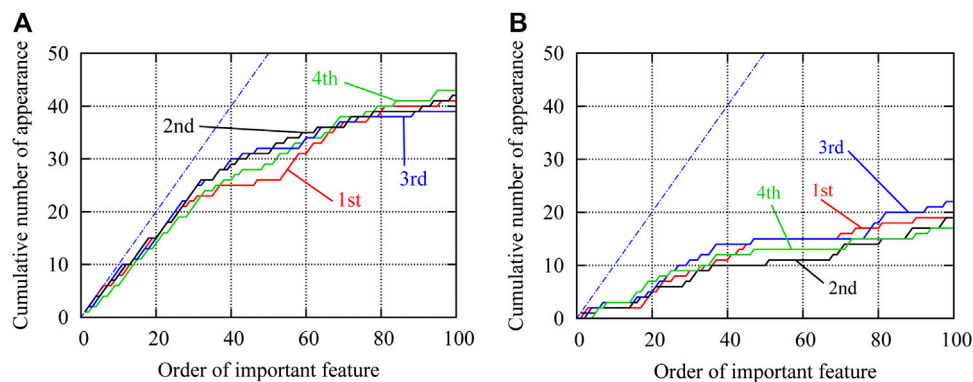 A
Cumulative number of appearance
50
40
30
20
10
0
0 20 40 60 80 100
Order of important feature
4th
2nd
3rd
1st
B
Cumulative number of appearance
50
40
30
20
10
0
0 20 40 60 80 100
Order of important feature
3rd
4th
1st
2nd